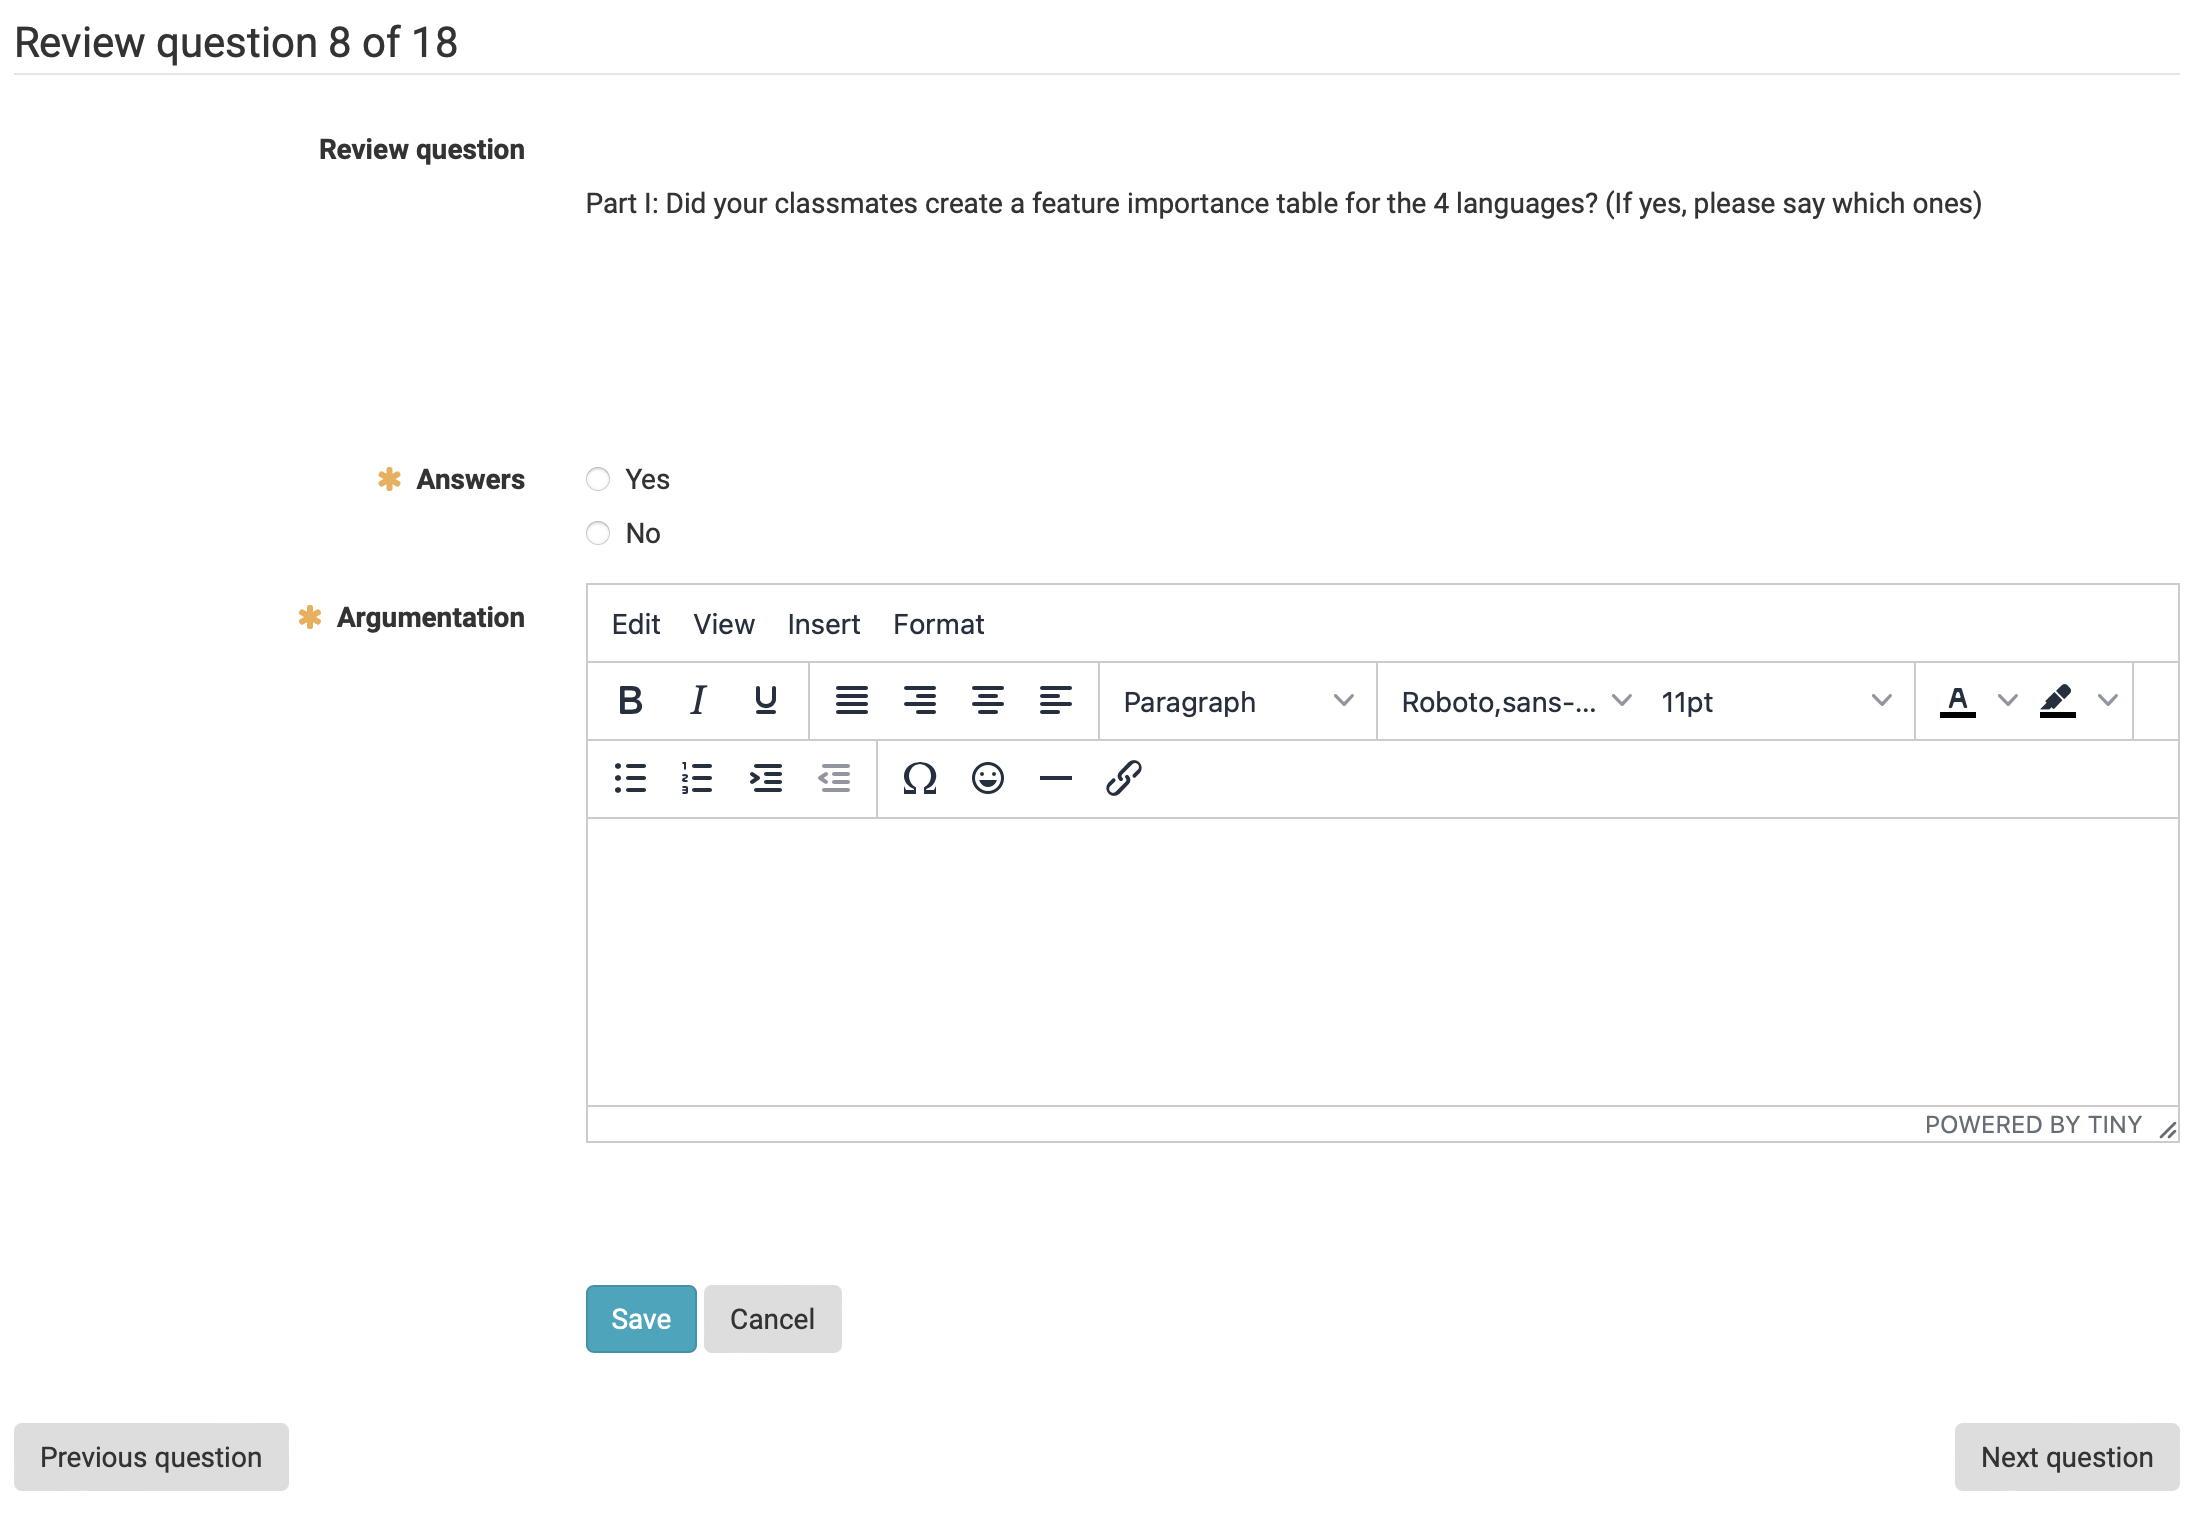 Review question 8 of 18
Review question
Part I: Did your classmates create a feature importance table for the 4 languages? (If yes, please say which ones)
Answers
Yes
No
Argumentation
Edit View Insert Format
B I U Paragraph Roboto,sans-... 11pt A
Ω
POWERED BY TINY
Save Cancel
Previous question Next question